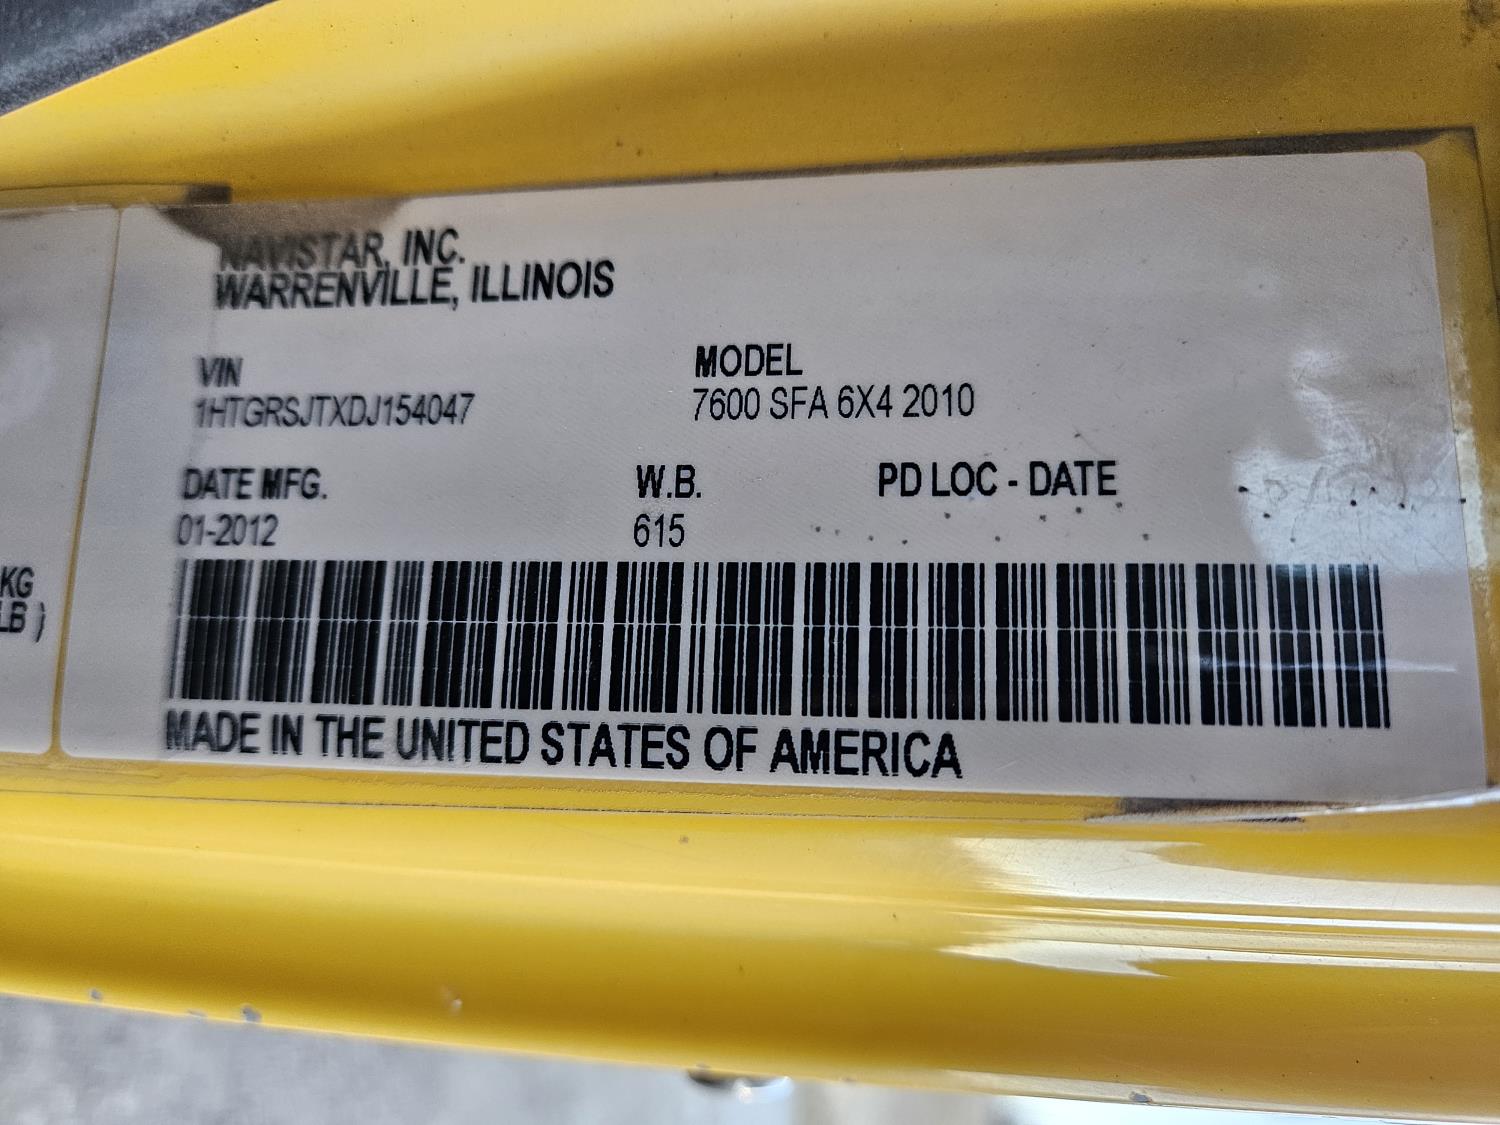 NAVISTAR, INC.
WARRENVILLE, ILLINOIS
VIN
1HTGRSJTXDJ154047
MODEL
7600 SFA 6X4 2010
DATE MFG.
01-2012
W.B.
615
PD LOC - DATE
KG
LB )
MADE IN THE UNITED STATES OF AMERICA